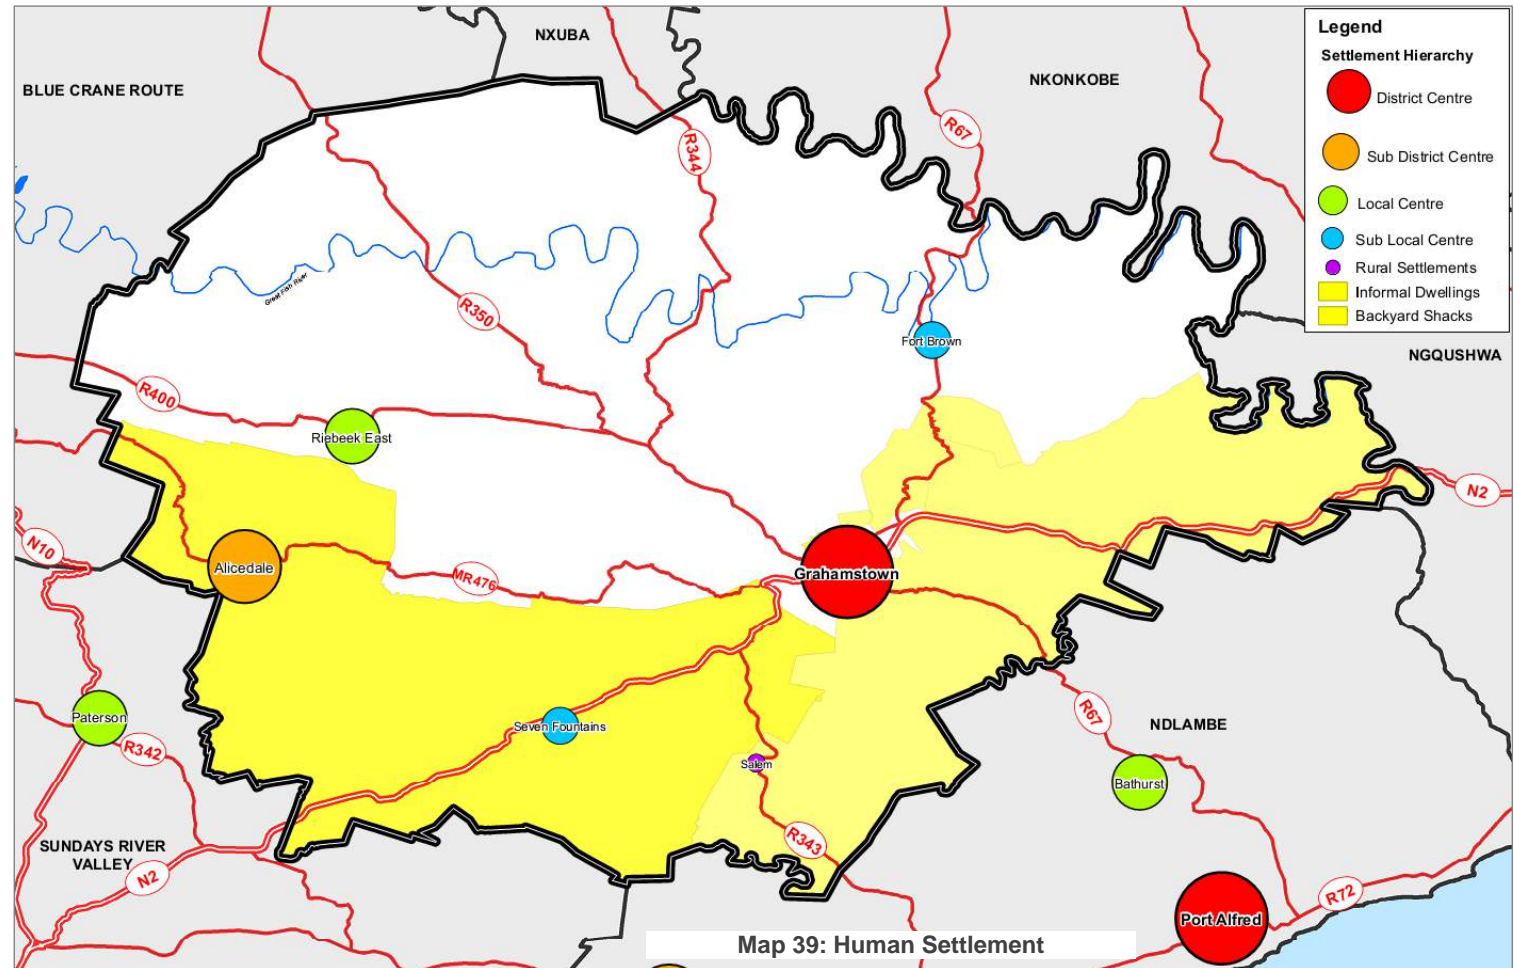 NXUBA
BLUE CRANE ROUTE
NKONKOBE
R67
R344
Great Fish River
R350
Fort Brown
NGQUSHWA
R400
Riebeek East
N2
N10
Alicedale
MR476
Grahamstown
Paterson
R342
Seven Fountains
Salem
R67
NDLAMBE
Bathurst
R343
SUNDAYS RIVER
VALLEY
N2
R72
Port Alfred
Legend
Settlement Hierarchy
District Centre
Sub District Centre
Local Centre
Sub Local Centre
Rural Settlements
Informal Dwellings
Backyard Shacks
Map 39: Human Settlement